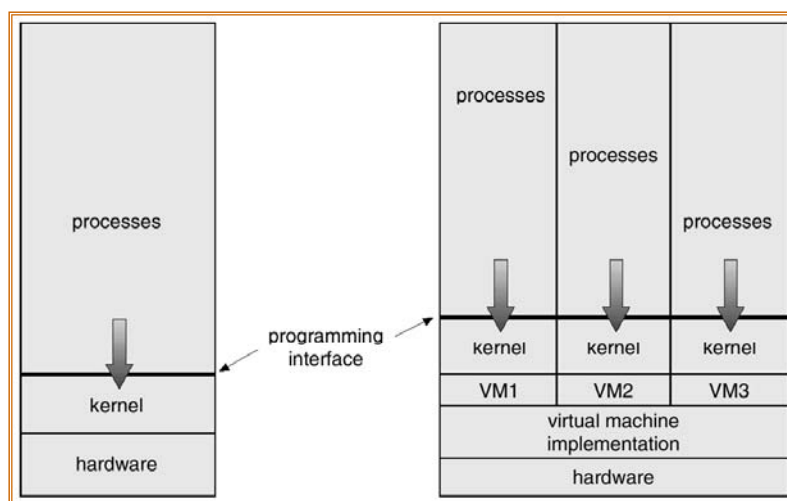 processes
kernel
hardware
programming
interface
processes
processes
processes
kernel
kernel
kernel
VM1
VM2
VM3
virtual machine
implementation
hardware